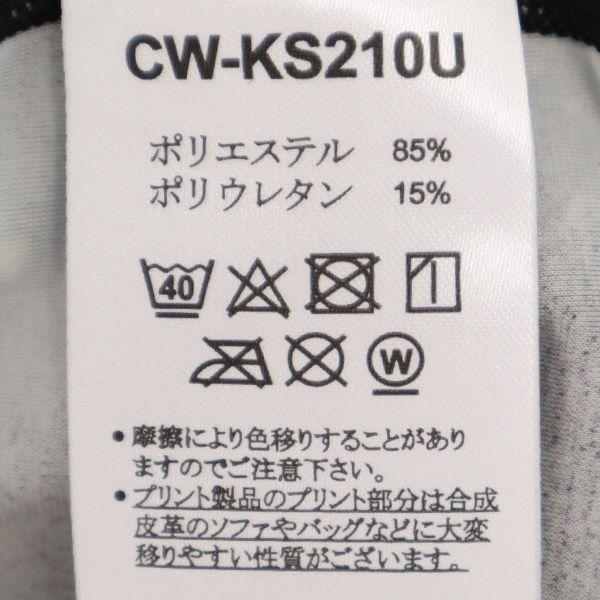 CW-KS210U
ポリエステル 85%
ポリウレタン 15%
40
W
• 摩擦により色移りすることがあり
ますのでご注意下さい。
• プリント製品のプリント部分は合成
皮革のソファやバッグなどに大変
移りやすい性質がございます。